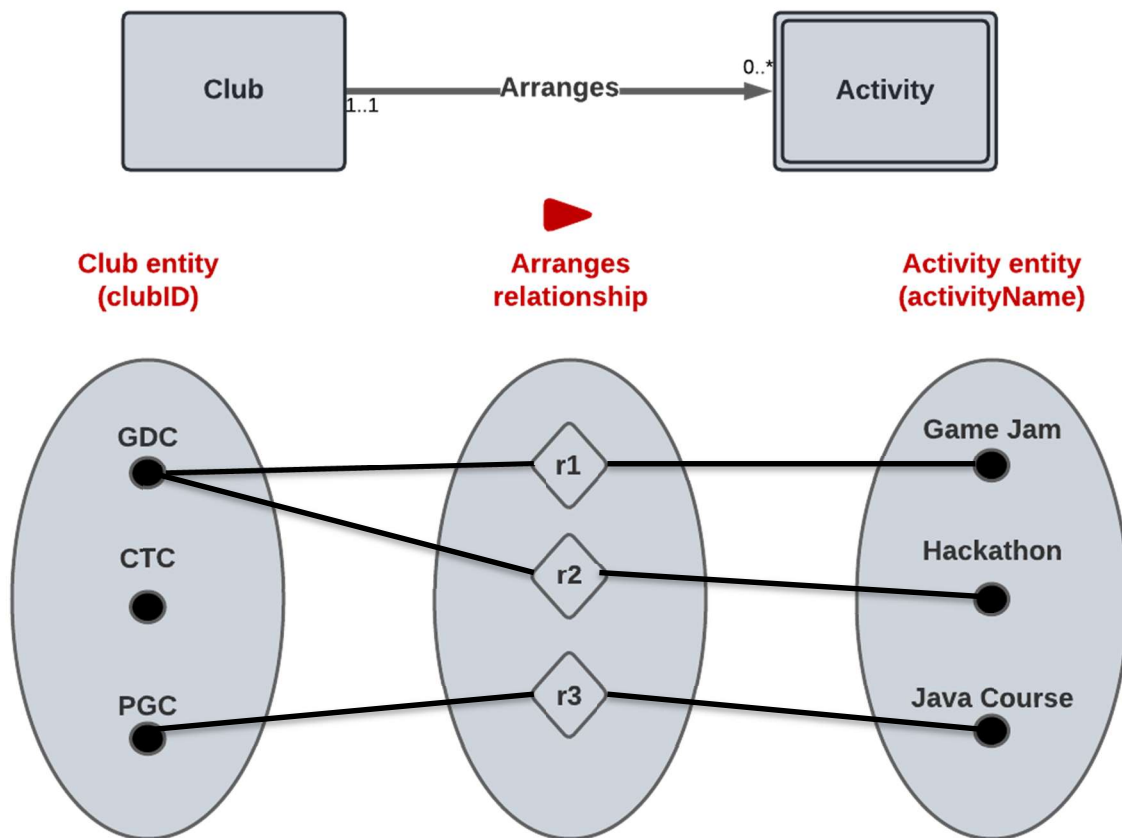 Club
1..1
Arranges
0..*
Activity
Club entity
(clubID)
Arranges
relationship
Activity entity
(activityName)
GDC
CTC
PGC
r1
r2
r3
Game Jam
Hackathon
Java Course